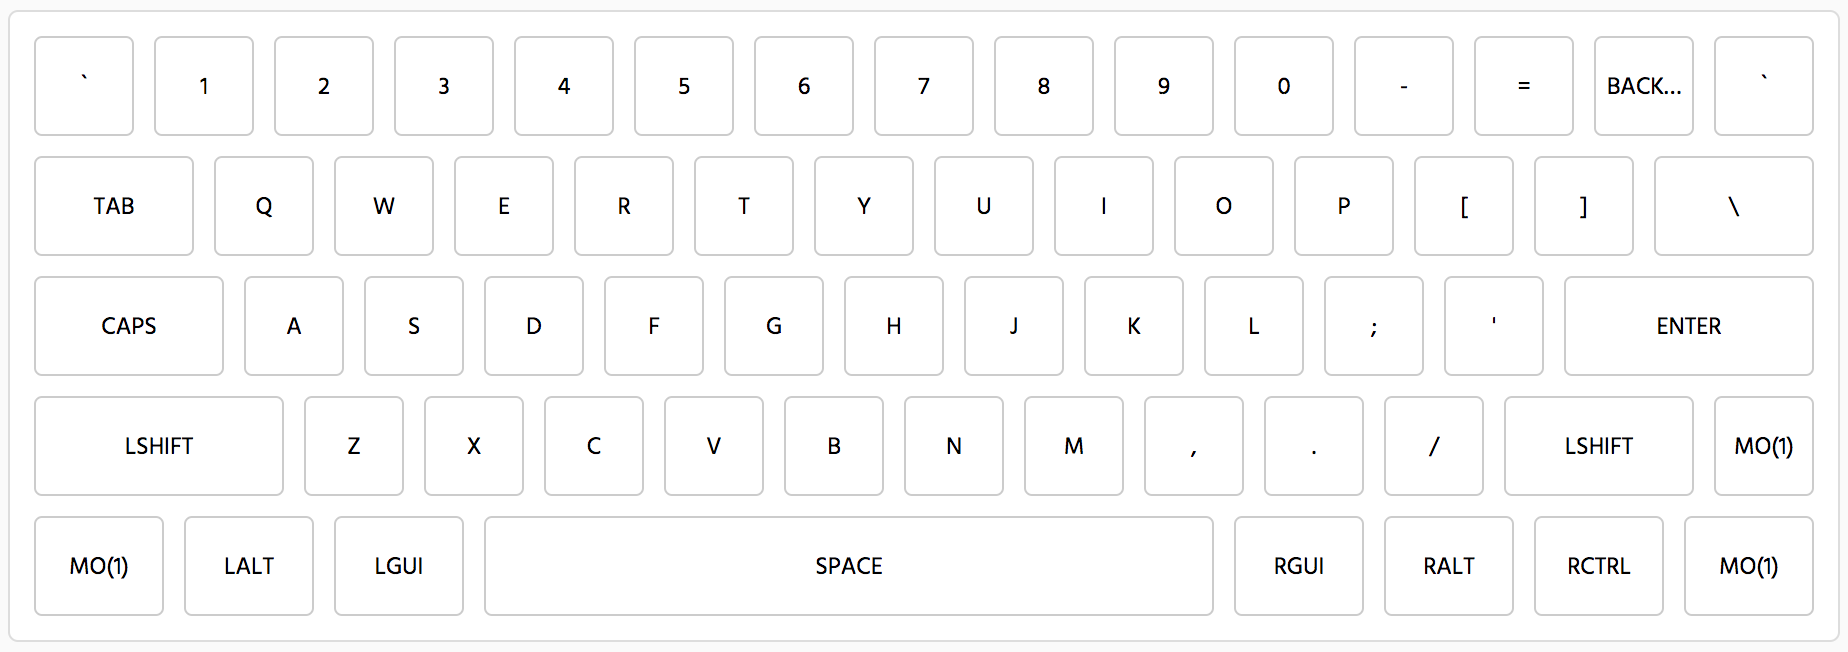 ` 1 2 3 4 5 6 7 8 9 0 - = BACK... `
TAB Q W E R T Y U I O P [ ] \
CAPS A S D F G H J K L ; ' ENTER
LSHIFT Z X C V B N M , . / LSHIFT MO(1)
MO(1) LALT LGUI SPACE RGUI RALT RCTRL MO(1)